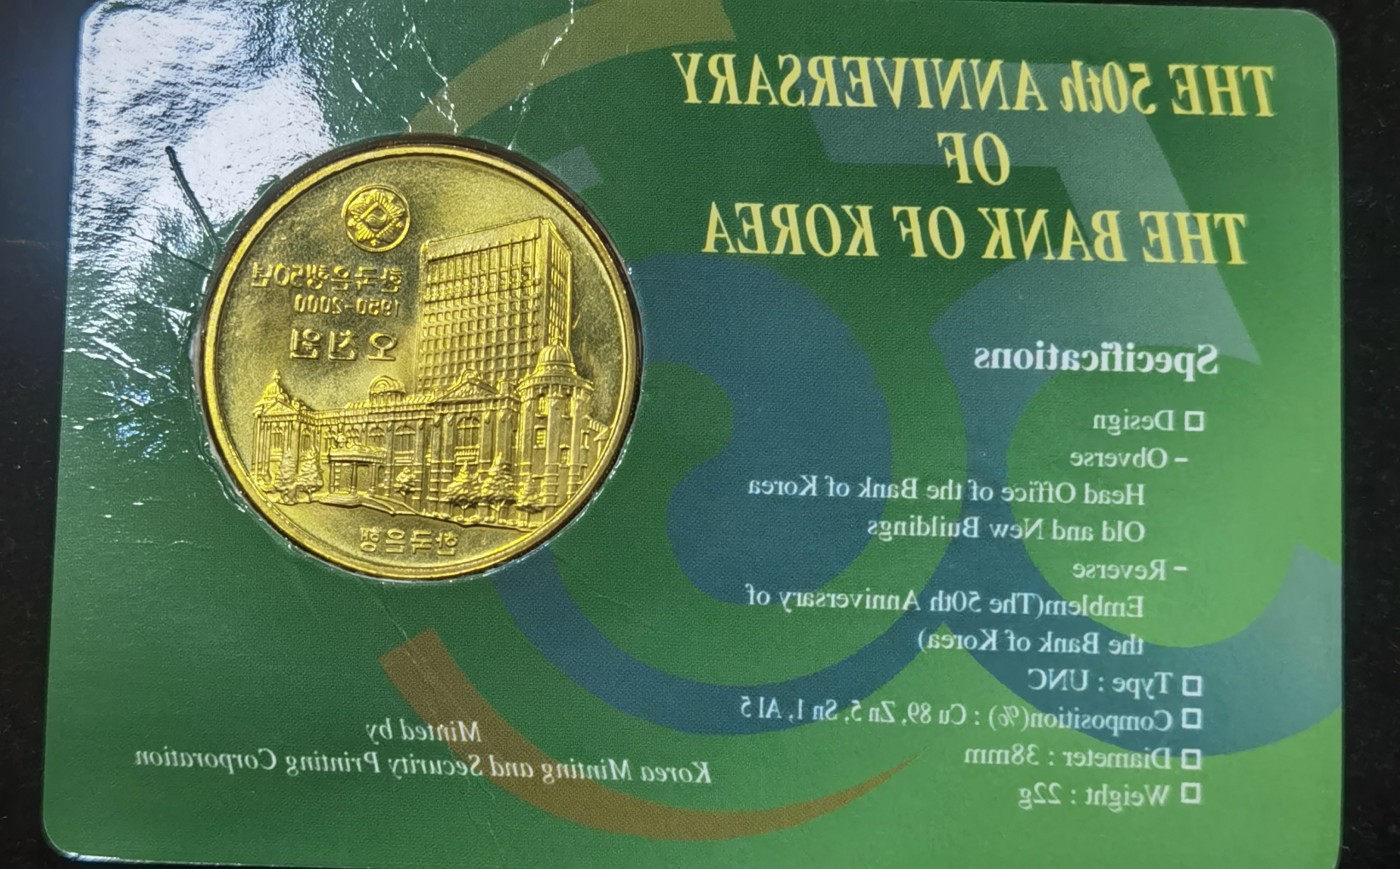 THE 50th ANNIVERSARY
OF
THE BANK OF KOREA
한국은행50년
1950-2000
오천원
한국은행
Specifications
□ Design
- Obverse
Head Office of the Bank of Korea
Old and New Buildings
- Reverse
Emblem(The 50th Anniversary of
the Bank of Korea)
□ Type : UNC
□ Composition(%) : Cu 89, Zn 5, Sn 1, Al 5
□ Diameter : 38mm
□ Weight : 22g
Minted by
Korea Minting and Security Printing Corporation